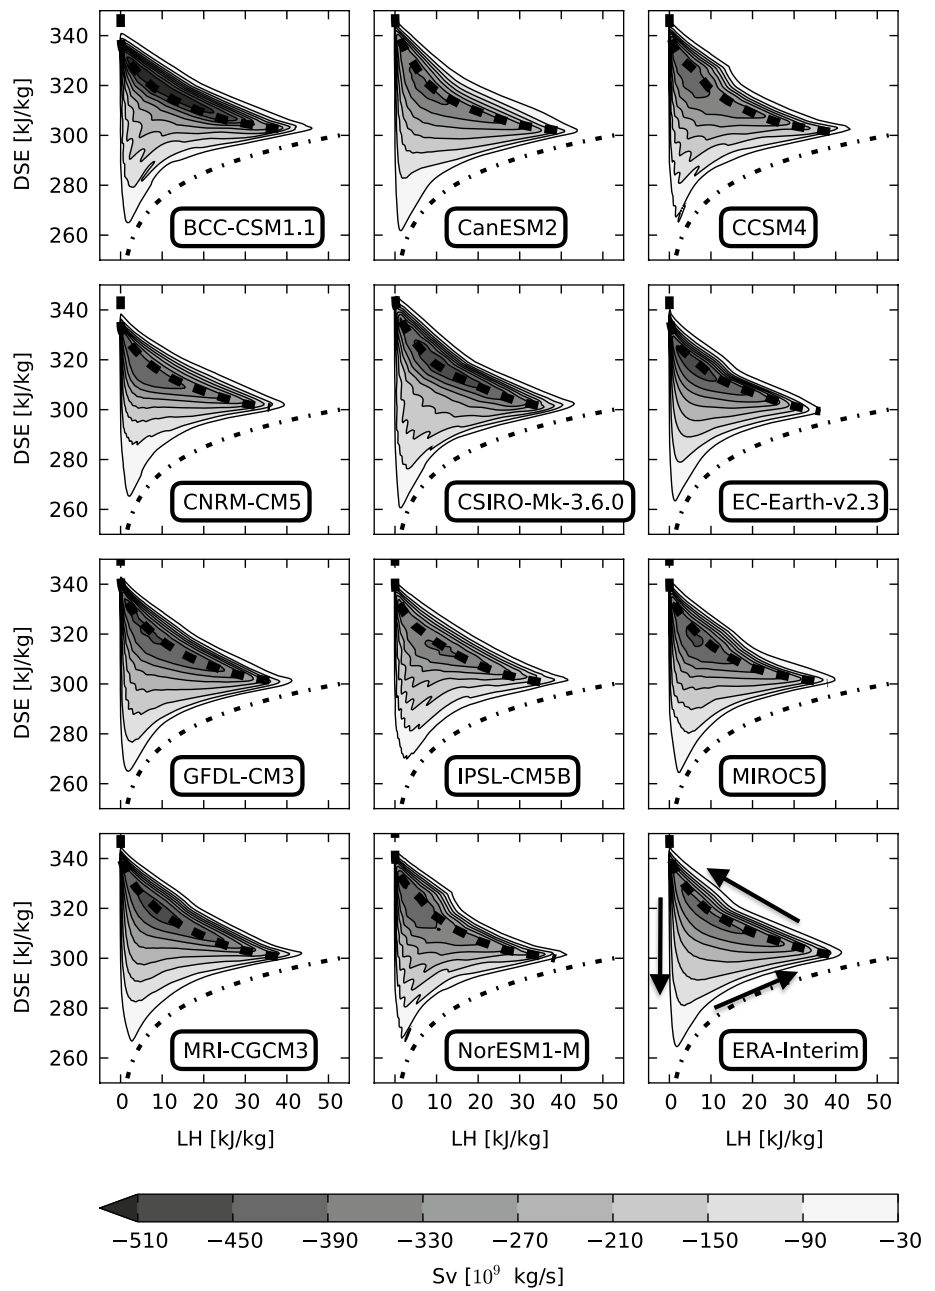 340
320
300
280
260
DSE [kJ/kg]
BCC-CSM1.1
CanESM2
CCSM4
340
320
300
280
260
DSE [kJ/kg]
CNRM-CM5
CSIRO-Mk-3.6.0
EC-Earth-v2.3
340
320
300
280
260
DSE [kJ/kg]
GFDL-CM3
IPSL-CM5B
MIROC5
340
320
300
280
260
DSE [kJ/kg]
MRI-CGCM3
NorESM1-M
ERA-Interim
0 10 20 30 40 50
0 10 20 30 40 50
0 10 20 30 40 50
LH [kJ/kg]
LH [kJ/kg]
LH [kJ/kg]
−510 −450 −390 −330 −270 −210 −150 −90 −30
Sv [10⁹ kg/s]